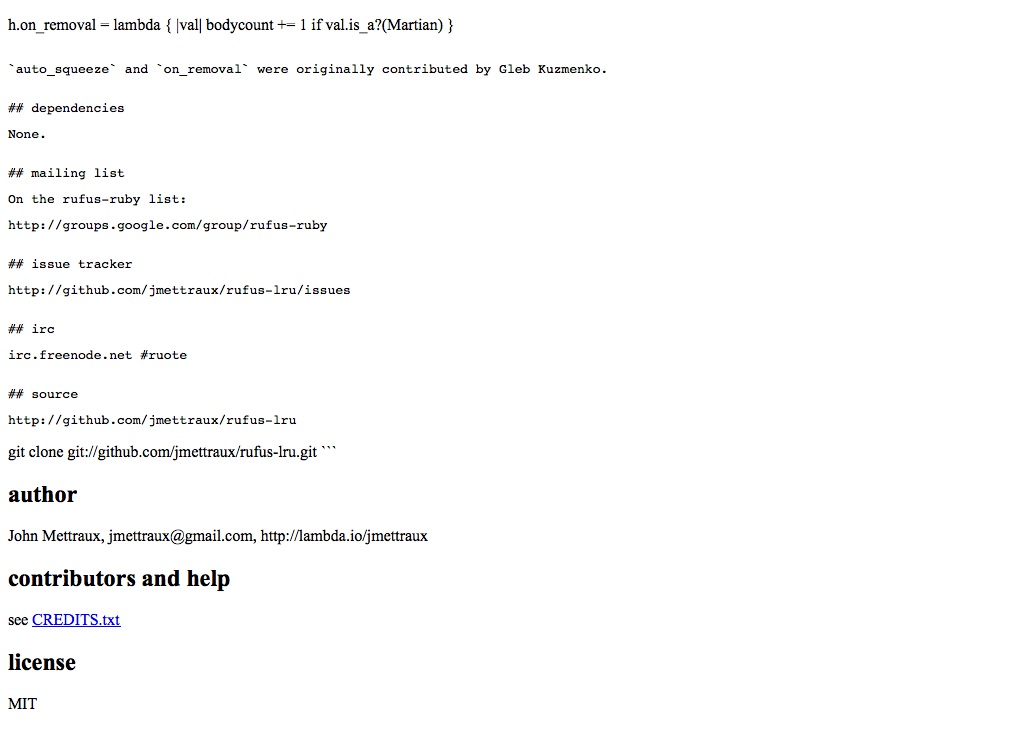 h.on_removal = lambda { |val| bodycount += 1 if val.is_a?(Martian) }
`auto_squeeze` and `on_removal` were originally contributed by Gleb Kuzmenko.
## dependencies
None.
## mailing list
On the rufus-ruby list:
http://groups.google.com/group/rufus-ruby
## issue tracker
http://github.com/jmettraux/rufus-lru/issues
## irc
irc.freenode.net #ruote
## source
http://github.com/jmettraux/rufus-lru
git clone git://github.com/jmettraux/rufus-lru.git ```
author
John Mettraux, jmettraux@gmail.com, http://lambda.io/jmettraux
contributors and help
see CREDITS.txt
license
MIT